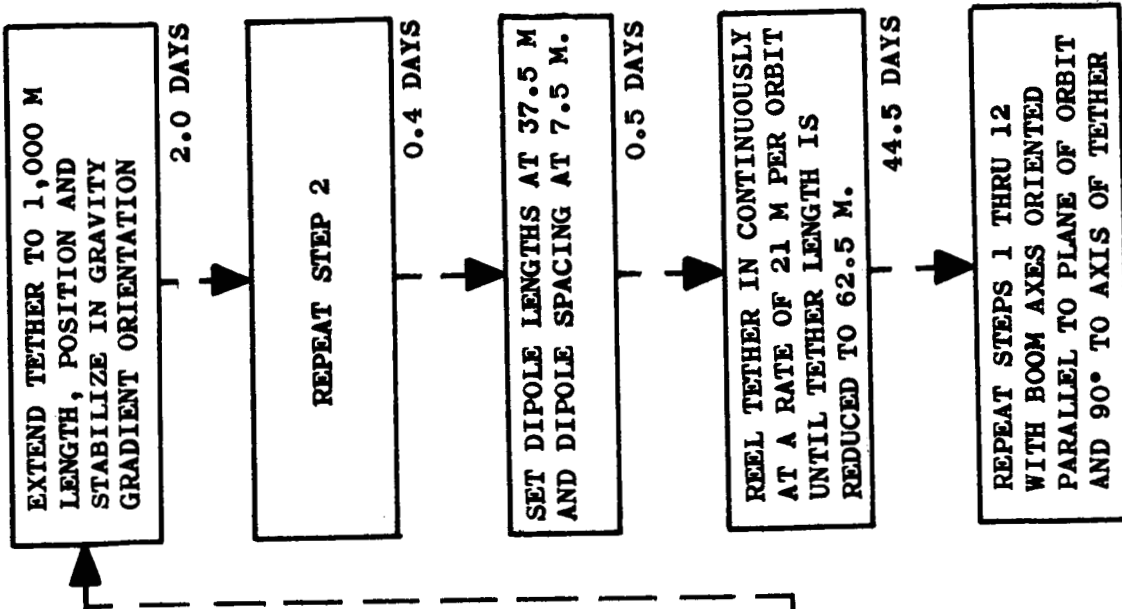 EXTEND TETHER TO 1,000 M
LENGTH, POSITION AND
STABILIZE IN GRAVITY
GRADIENT ORIENTATION
2.0 DAYS
REPEAT STEP 2
0.4 DAYS
SET DIPOLE LENGTHS AT 37.5 M
AND DIPOLE SPACING AT 7.5 M.
0.5 DAYS
REEL TETHER IN CONTINUOUSLY
AT A RATE OF 21 M PER ORBIT
UNTIL TETHER LENGTH IS
REDUCED TO 62.5 M.
44.5 DAYS
REPEAT STEPS 1 THRU 12
WITH BOOM AXES ORIENTED
PARALLEL TO PLANE OF ORBIT
AND 90° TO AXIS OF TETHER